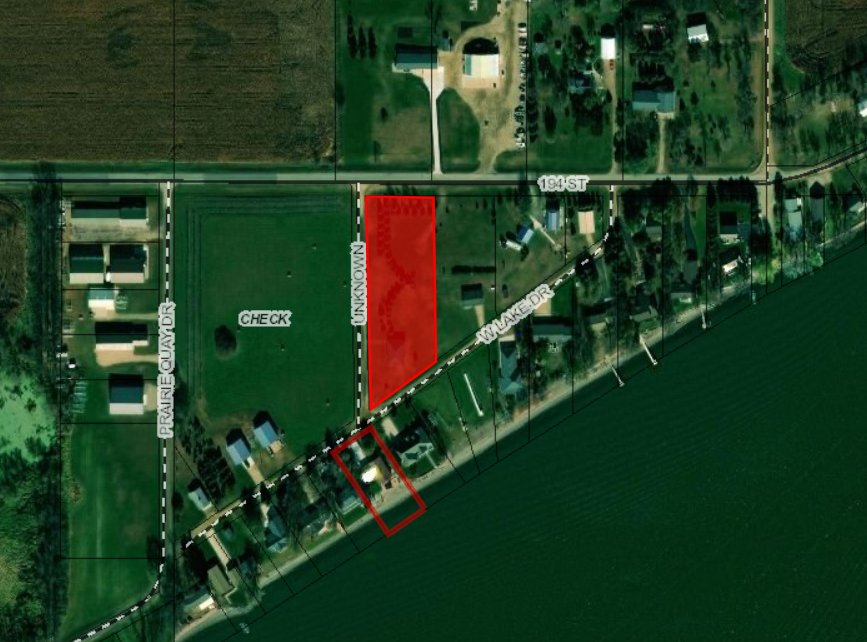 194 ST
UNKNOWN
CHECK
W LAKE DR
PRAIRIE QUAY DR